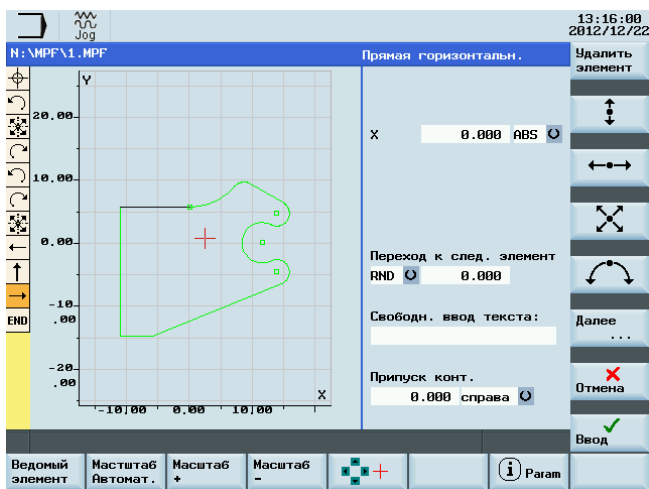 Jog
13:16:00
2012/12/22
N:\MPF\1.MPF
Прямая горизонтальн.
Удалить
элемент
Y
20.00
10.00
0.00
-10
.00
-20
.00
-10.00
0.00
10.00
X
END
X 0.000 ABS
Переход к след. элемент
RND 0.000
Свободн. ввод текста:
Припуск конт.
0.000 справа
Далее
...
Отмена
Ввод
Ведомый
элемент
Мастштаб
Автомат.
Масштаб
+
Масштаб
-
i Param